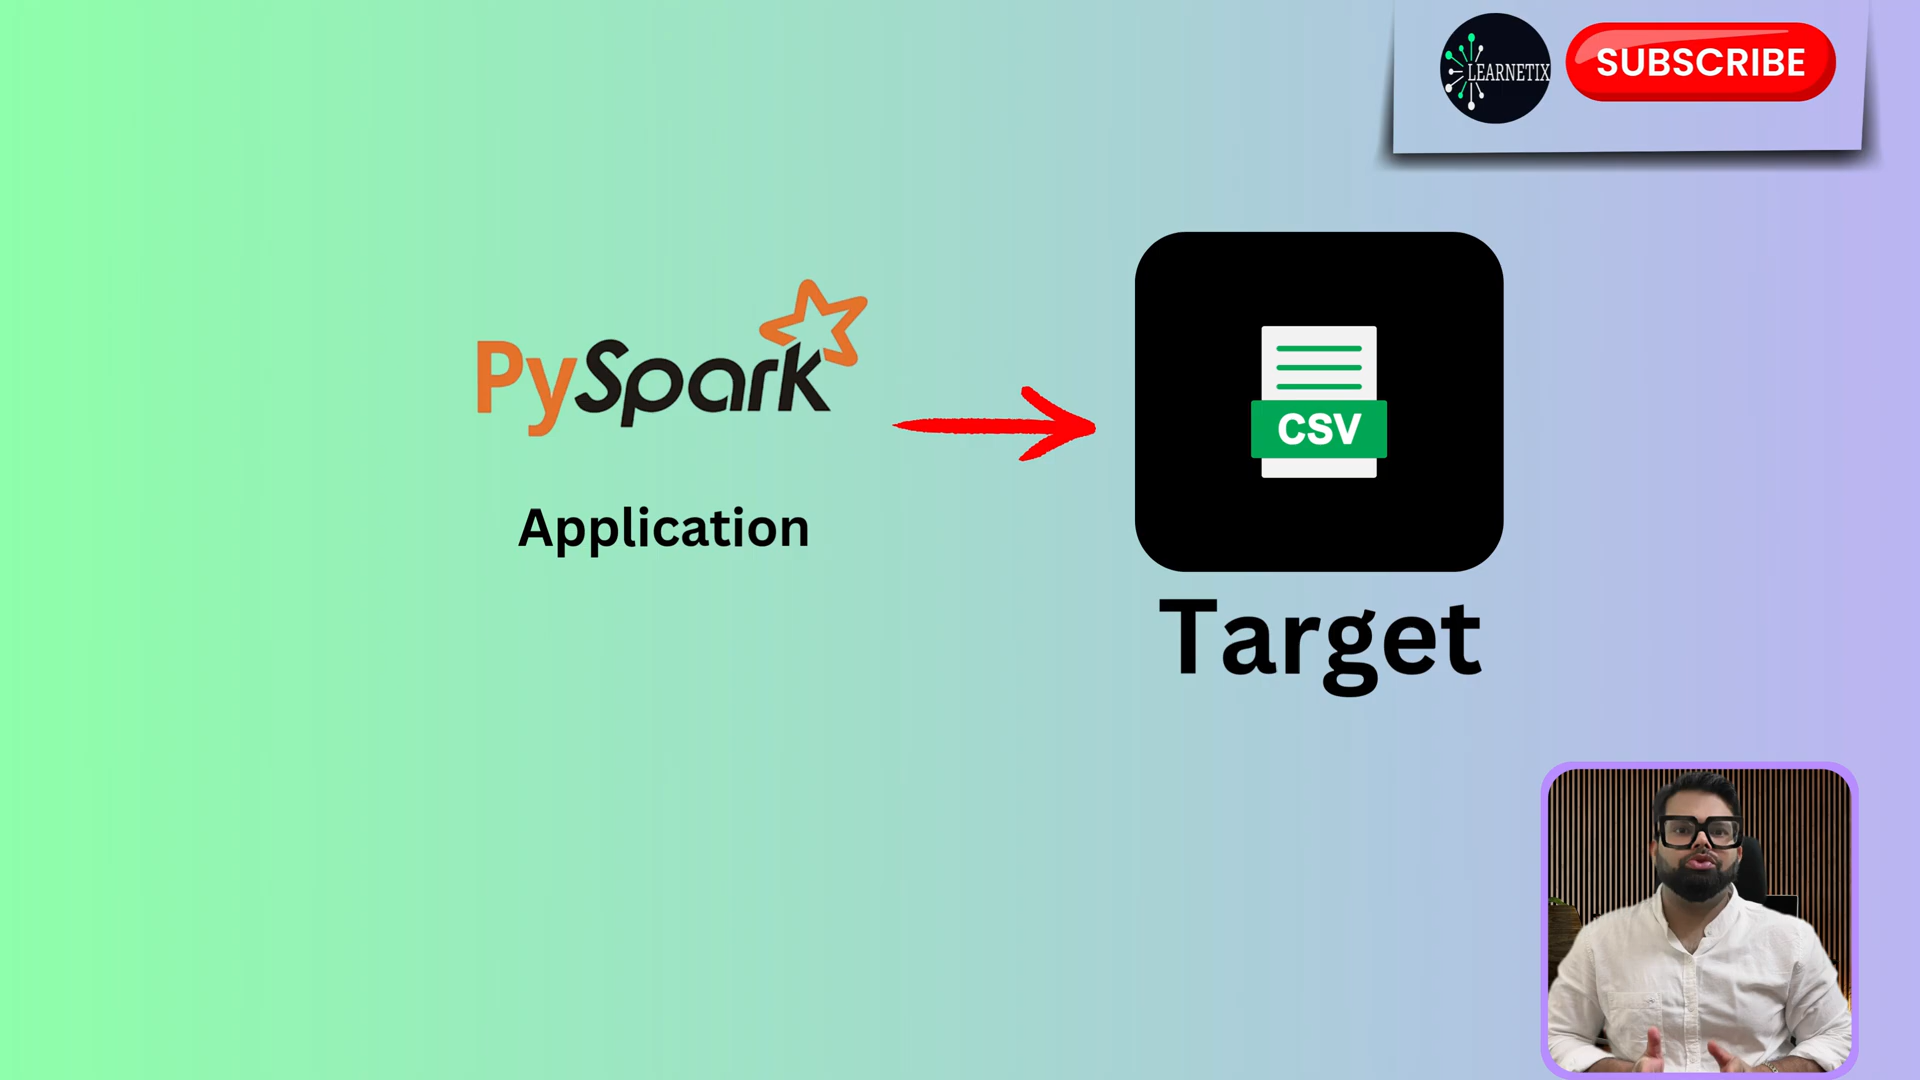 LEARNETIX
SUBSCRIBE
PySpark
Application
CSV
Target